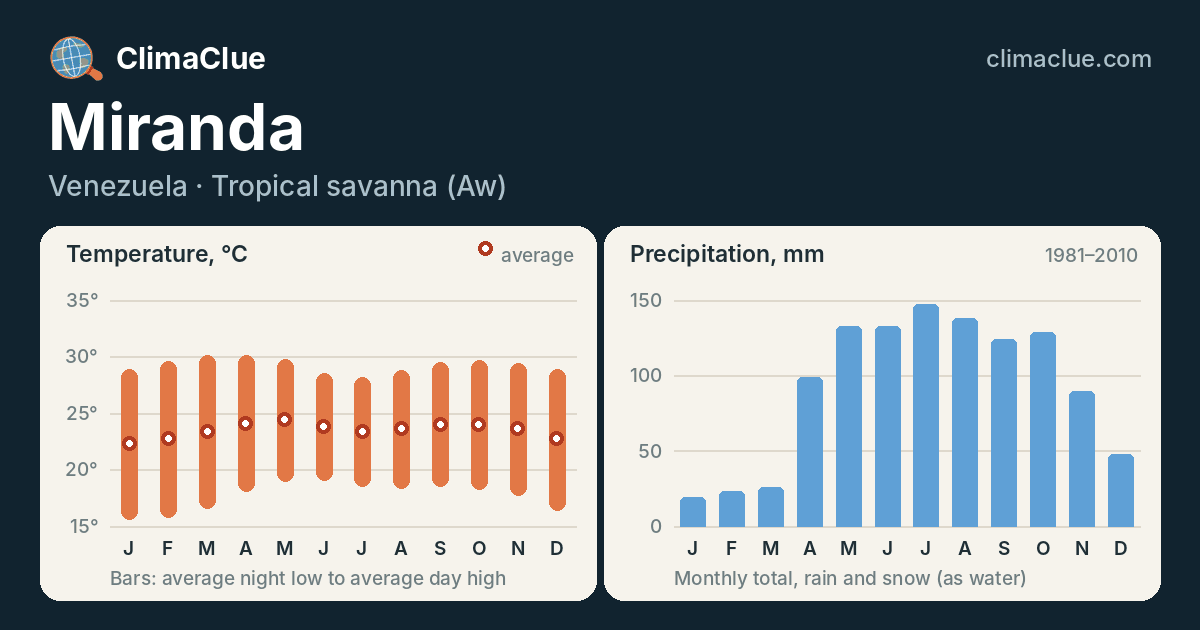 ClimaClue
climaclue.com
Miranda
Venezuela · Tropical savanna (Aw)
Temperature, °C
average
35°
30°
25°
20°
15°
J F M A M J J A S O N D
Bars: average night low to average day high
Precipitation, mm
1981–2010
150
100
50
0
J F M A M J J A S O N D
Monthly total, rain and snow (as water)